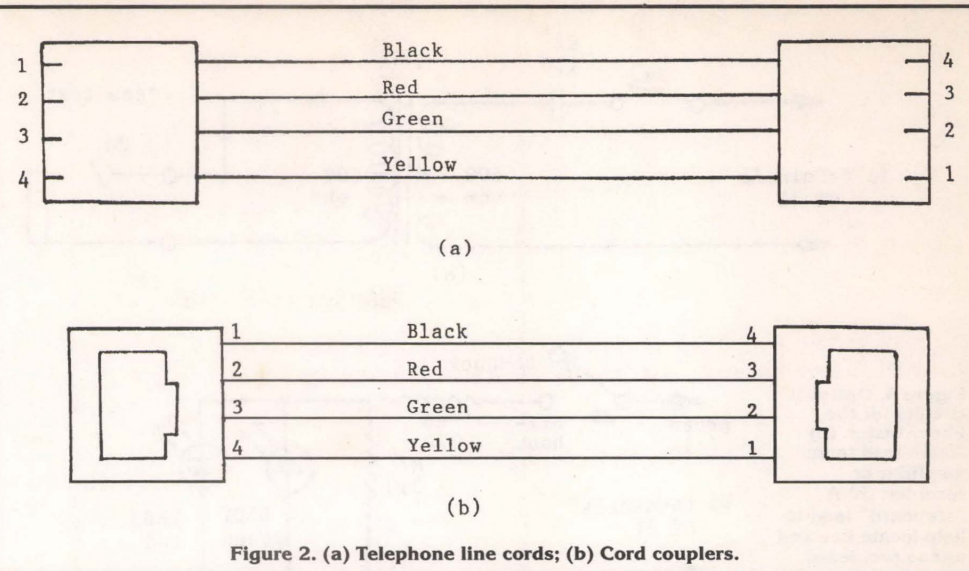 Black
1 4
Red
2 3
Green
3 2
Yellow
4 1
(a)
1 Black 4
2 Red 3
3 Green 2
4 Yellow 1
(b)
Figure 2. (a) Telephone line cords; (b) Cord couplers.